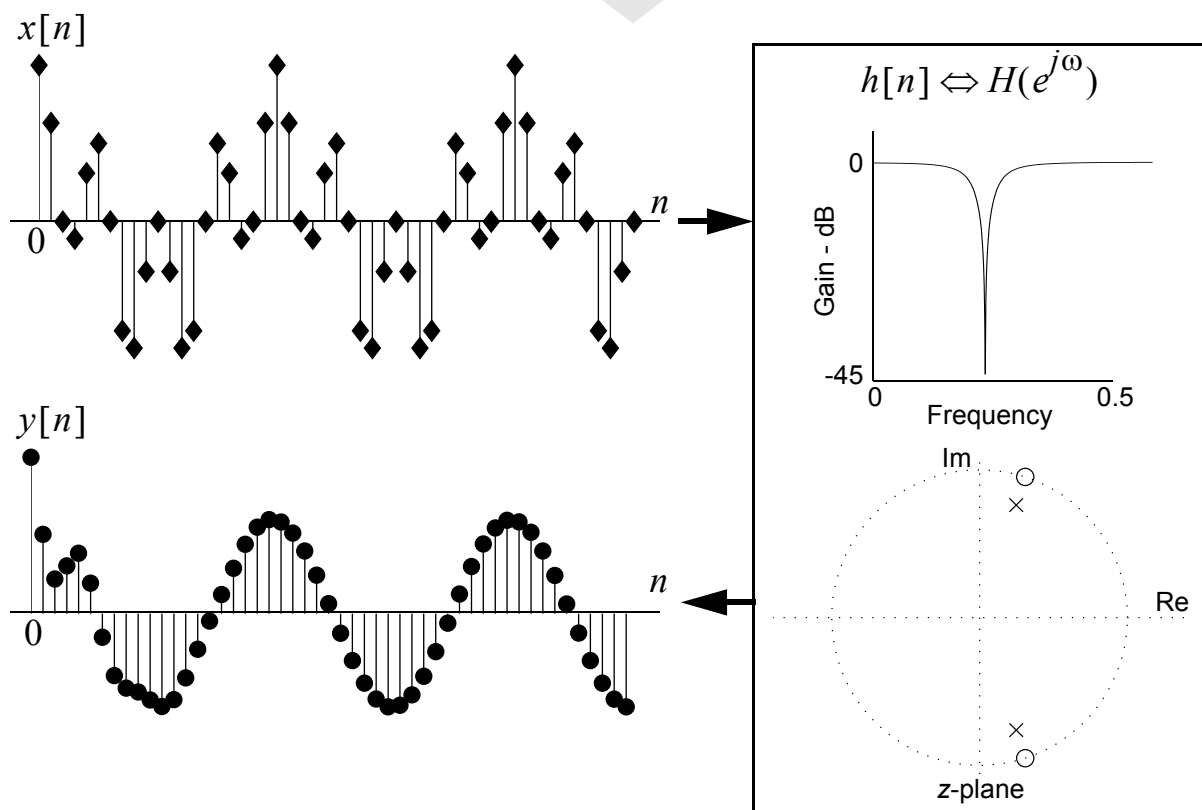 x[n]
n
0
y[n]
n
0
h[n] ⇔ H(e^{jω})
0
Gain - dB
-45
0
0.5
Frequency
Im
Re
z-plane